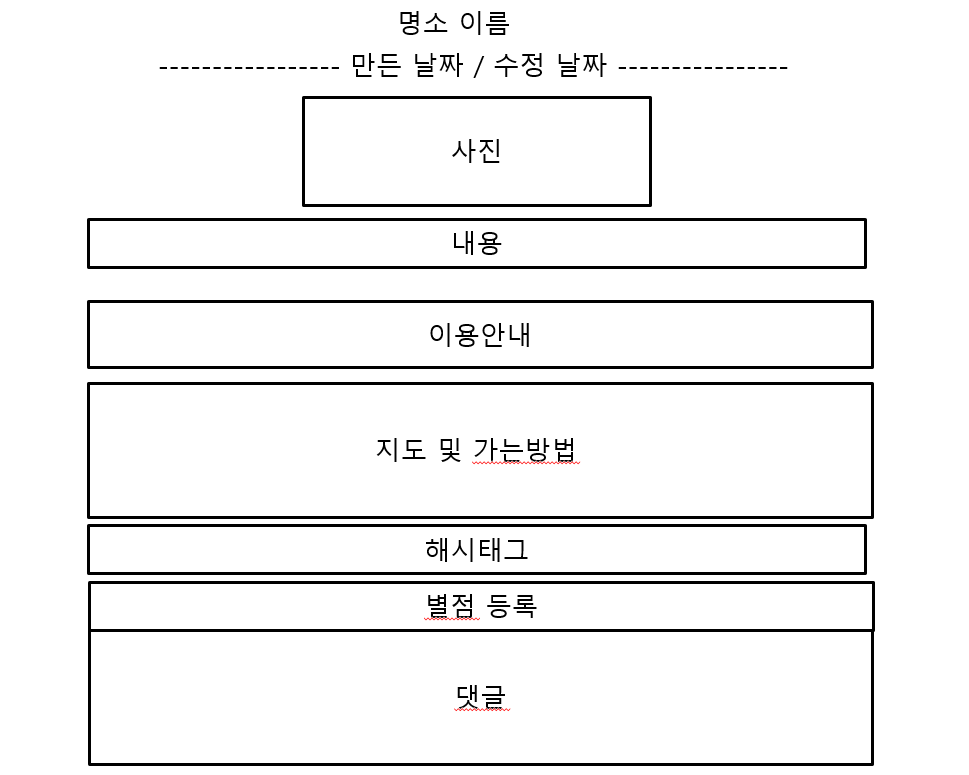 명소 이름
----------------- 만든 날짜 / 수정 날짜 ----------------
사진
내용
이용안내
지도 및 가는방법
해시태그
별점 등록
댓글